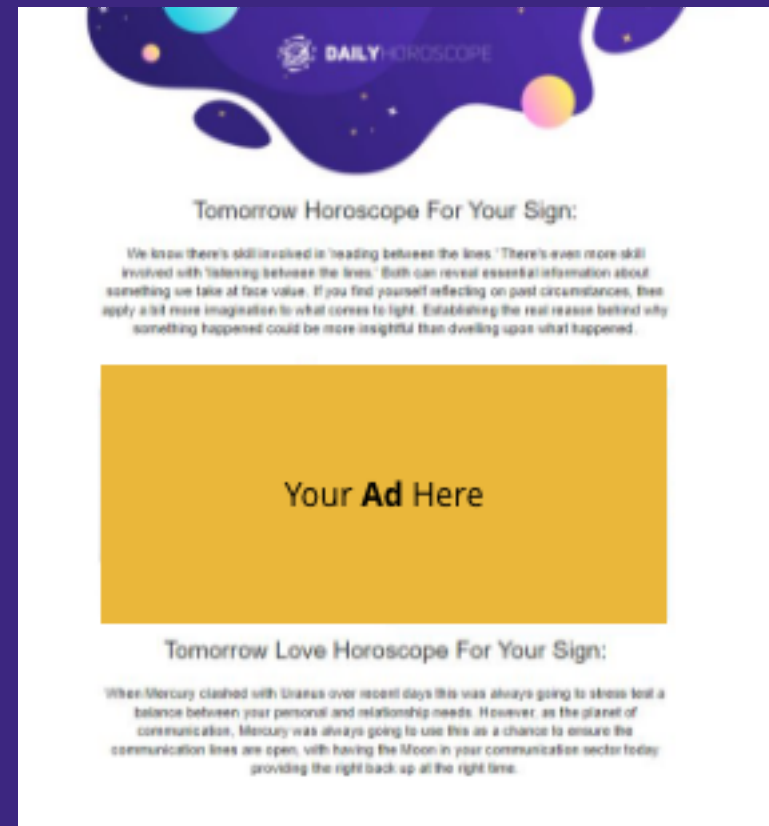 DAILYHOROSCOPE
Tomorrow Horoscope For Your Sign:
We know there's skill involved in 'reading between the lines.' There's even more skill
involved with 'listening between the lines.' Both can reveal essential information about
something we take at face value. If you find yourself reflecting on past circumstances, then
apply a bit more imagination to what comes to light. Establishing the real reason behind why
something happened could be more insightful than dwelling upon what happened.
Your Ad Here
Tomorrow Love Horoscope For Your Sign:
When Mercury clashed with Uranus over recent days this was always going to stress test a
balance between your personal and relationship needs. However, as the planet of
communication, Mercury was always going to use this as a chance to ensure the
communication lines are open, with having the Moon in your communication sector today
providing the right back up at the right time.